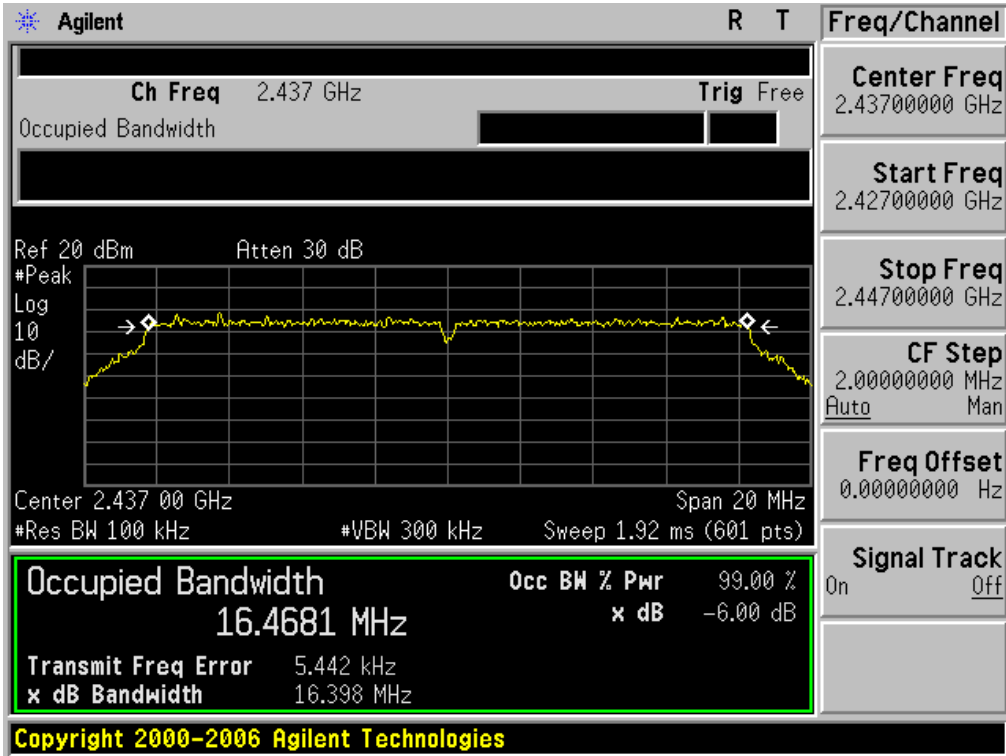 Agilent R T
Ch Freq 2.437 GHz Trig Free
Occupied Bandwidth
Ref 20 dBm Atten 30 dB
#Peak
Log
10
dB/
Center 2.437 00 GHz Span 20 MHz
#Res BW 100 kHz #VBW 300 kHz Sweep 1.92 ms (601 pts)
Occupied Bandwidth
16.4681 MHz
Occ BW % Pwr 99.00 %
x dB -6.00 dB
Transmit Freq Error 5.442 kHz
x dB Bandwidth 16.398 MHz
Copyright 2000-2006 Agilent Technologies
Freq/Channel
Center Freq
2.43700000 GHz
Start Freq
2.42700000 GHz
Stop Freq
2.44700000 GHz
CF Step
2.00000000 MHz
Auto Man
Freq Offset
0.00000000 Hz
Signal Track
On Off